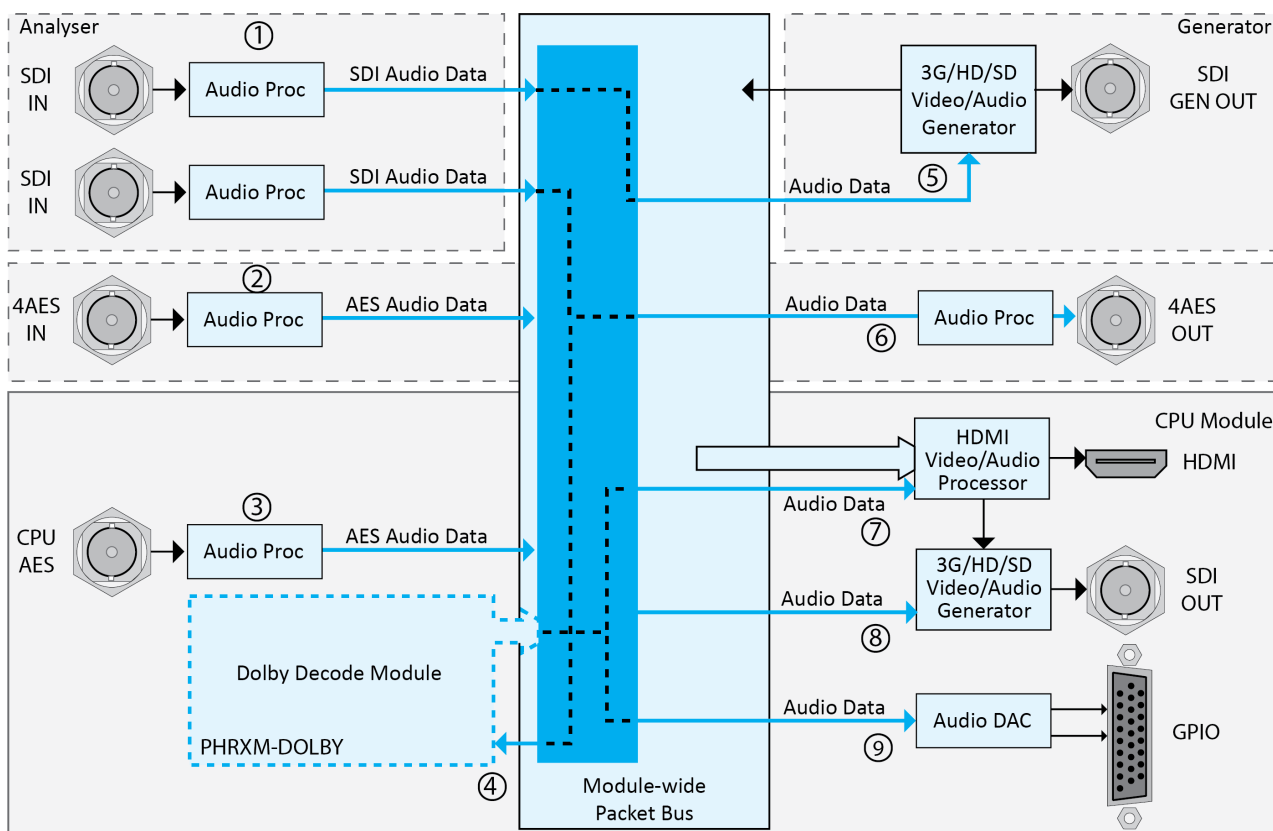 Analyser
①
SDI
IN
Audio Proc
SDI Audio Data
SDI
IN
Audio Proc
SDI Audio Data
②
4AES
IN
Audio Proc
AES Audio Data
③
CPU
AES
Audio Proc
AES Audio Data
Dolby Decode Module
PHRXM-DOLBY
④
Module-wide
Packet Bus
Generator
3G/HD/SD
Video/Audio
Generator
SDI
GEN OUT
Audio Data
⑤
Audio Data
⑥
Audio Proc
4AES
OUT
CPU Module
HDMI
Video/Audio
Processor
HDMI
Audio Data
⑦
3G/HD/SD
Video/Audio
Generator
SDI
OUT
Audio Data
⑧
Audio Data
⑨
Audio DAC
GPIO